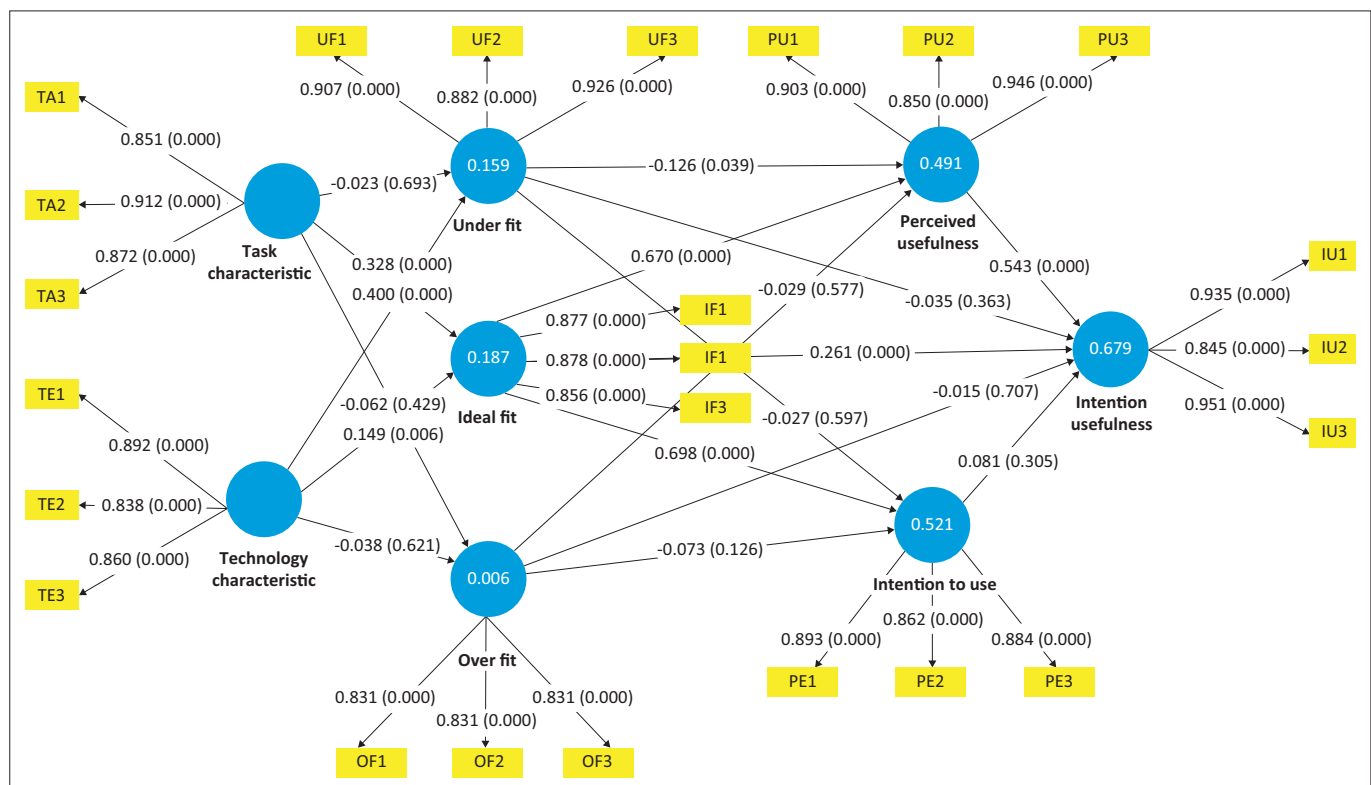 UF1
UF2
UF3
PU1
PU2
PU3
0.907 (0.000)
0.882 (0.000)
0.926 (0.000)
0.903 (0.000)
0.850 (0.000)
0.946 (0.000)
TA1
0.851 (0.000)
TA2
0.912 (0.000)
TA3
0.872 (0.000)
Task
characteristic
-0.023 (0.693)
0.159
Under fit
-0.126 (0.039)
0.491
Perceived
usefulness
0.328 (0.000)
0.400 (0.000)
0.670 (0.000)
-0.029 (0.577)
0.543 (0.000)
-0.035 (0.363)
IU1
0.935 (0.000)
0.187
Ideal fit
0.877 (0.000)
IF1
0.878 (0.000)
IF1
0.856 (0.000)
IF3
0.261 (0.000)
0.679
Intention
usefulness
0.845 (0.000)
IU2
0.951 (0.000)
IU3
-0.015 (0.707)
-0.062 (0.429)
0.149 (0.006)
-0.027 (0.597)
0.698 (0.000)
0.081 (0.305)
TE1
0.892 (0.000)
TE2
0.838 (0.000)
TE3
0.860 (0.000)
Technology
characteristic
-0.038 (0.621)
0.006
Over fit
-0.073 (0.126)
0.521
Intention to use
0.893 (0.000)
0.862 (0.000)
0.884 (0.000)
PE1
PE2
PE3
0.831 (0.000)
0.831 (0.000)
0.831 (0.000)
OF1
OF2
OF3